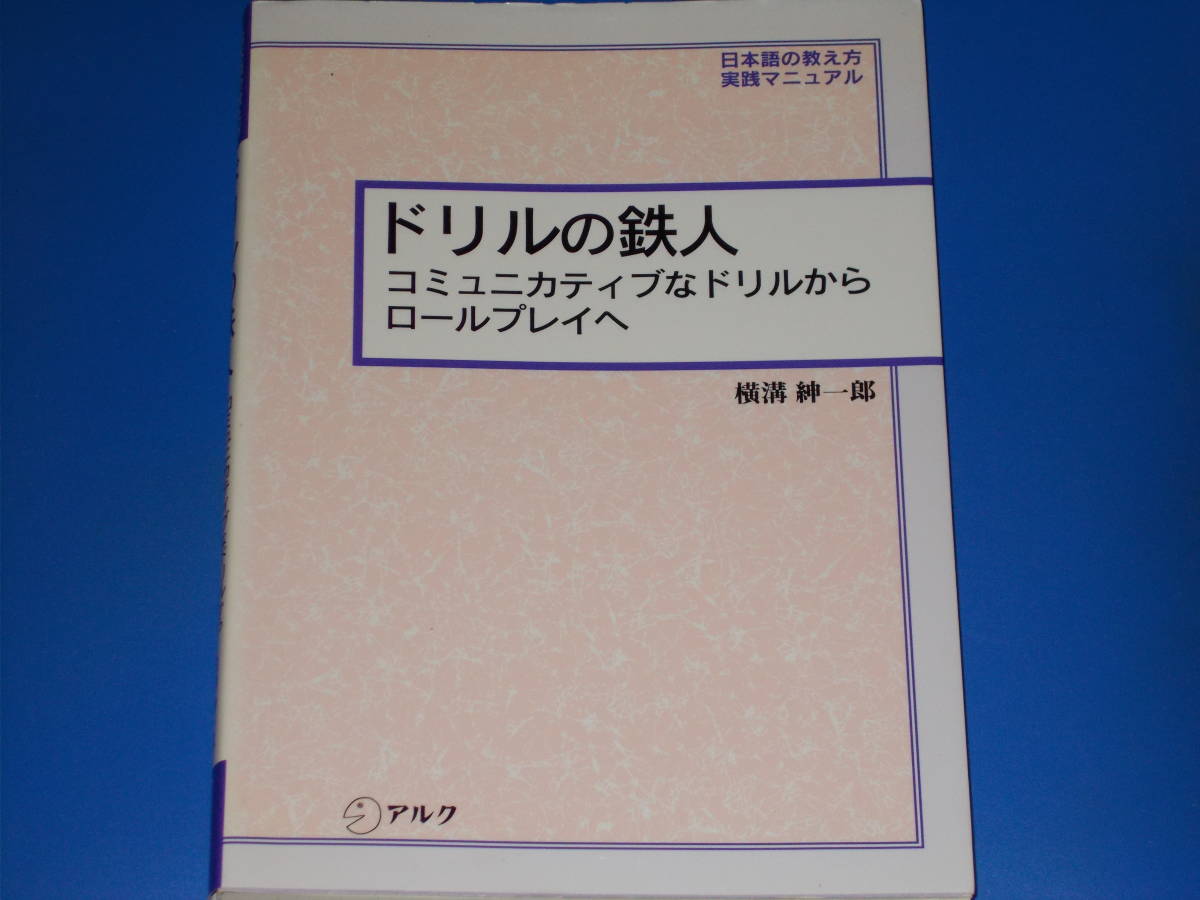 日本語の教え方
実践マニュアル
ドリルの鉄人
コミュニカティブなドリルから
ロールプレイへ
横溝 紳一郎
アルク